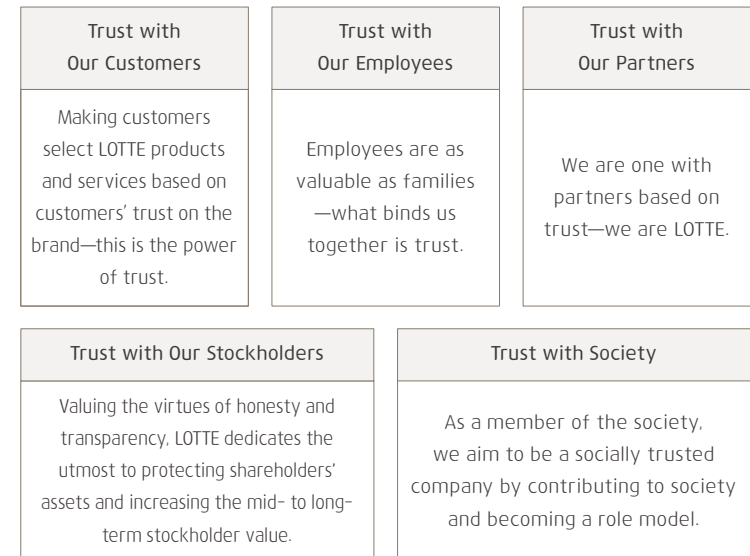 Trust with
Our Customers
Making customers
select LOTTE products
and services based on
customers' trust on the
brand—this is the power
of trust.
Trust with
Our Employees
Employees are as
valuable as families
—what binds us
together is trust.
Trust with
Our Partners
We are one with
partners based on
trust—we are LOTTE.
Trust with Our Stockholders
Valuing the virtues of honesty and
transparency, LOTTE dedicates the
utmost to protecting shareholders'
assets and increasing the mid- to long-
term stockholder value.
Trust with Society
As a member of the society,
we aim to be a socially trusted
company by contributing to society
and becoming a role model.